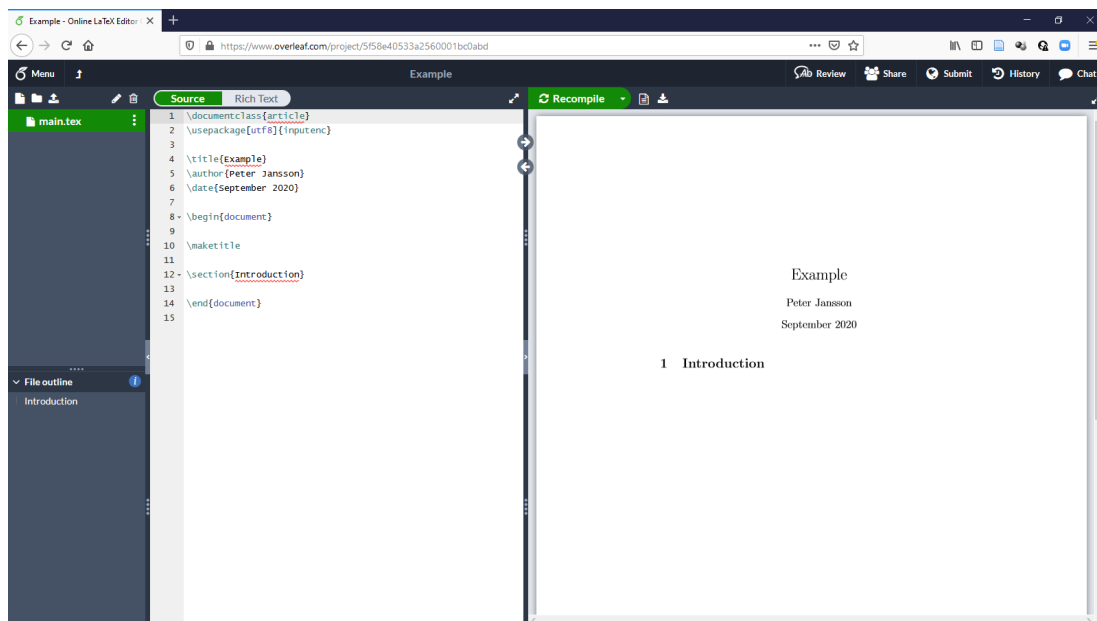 Example - Online LaTeX Editor
https://www.overleaf.com/project/5f58e40533a2560001bc0abd
Menu
Example
Review
Share
Submit
History
Chat
Source
Rich Text
Recompile
main.tex
1 \documentclass{article}
2 \usepackage[utf8]{inputenc}
3
4 \title{Example}
5 \author{Peter Jansson}
6 \date{September 2020}
7
8 \begin{document}
9
10 \maketitle
11
12 \section{Introduction}
13
14 \end{document}
15
File outline
Introduction
Example
Peter Jansson
September 2020
1 Introduction